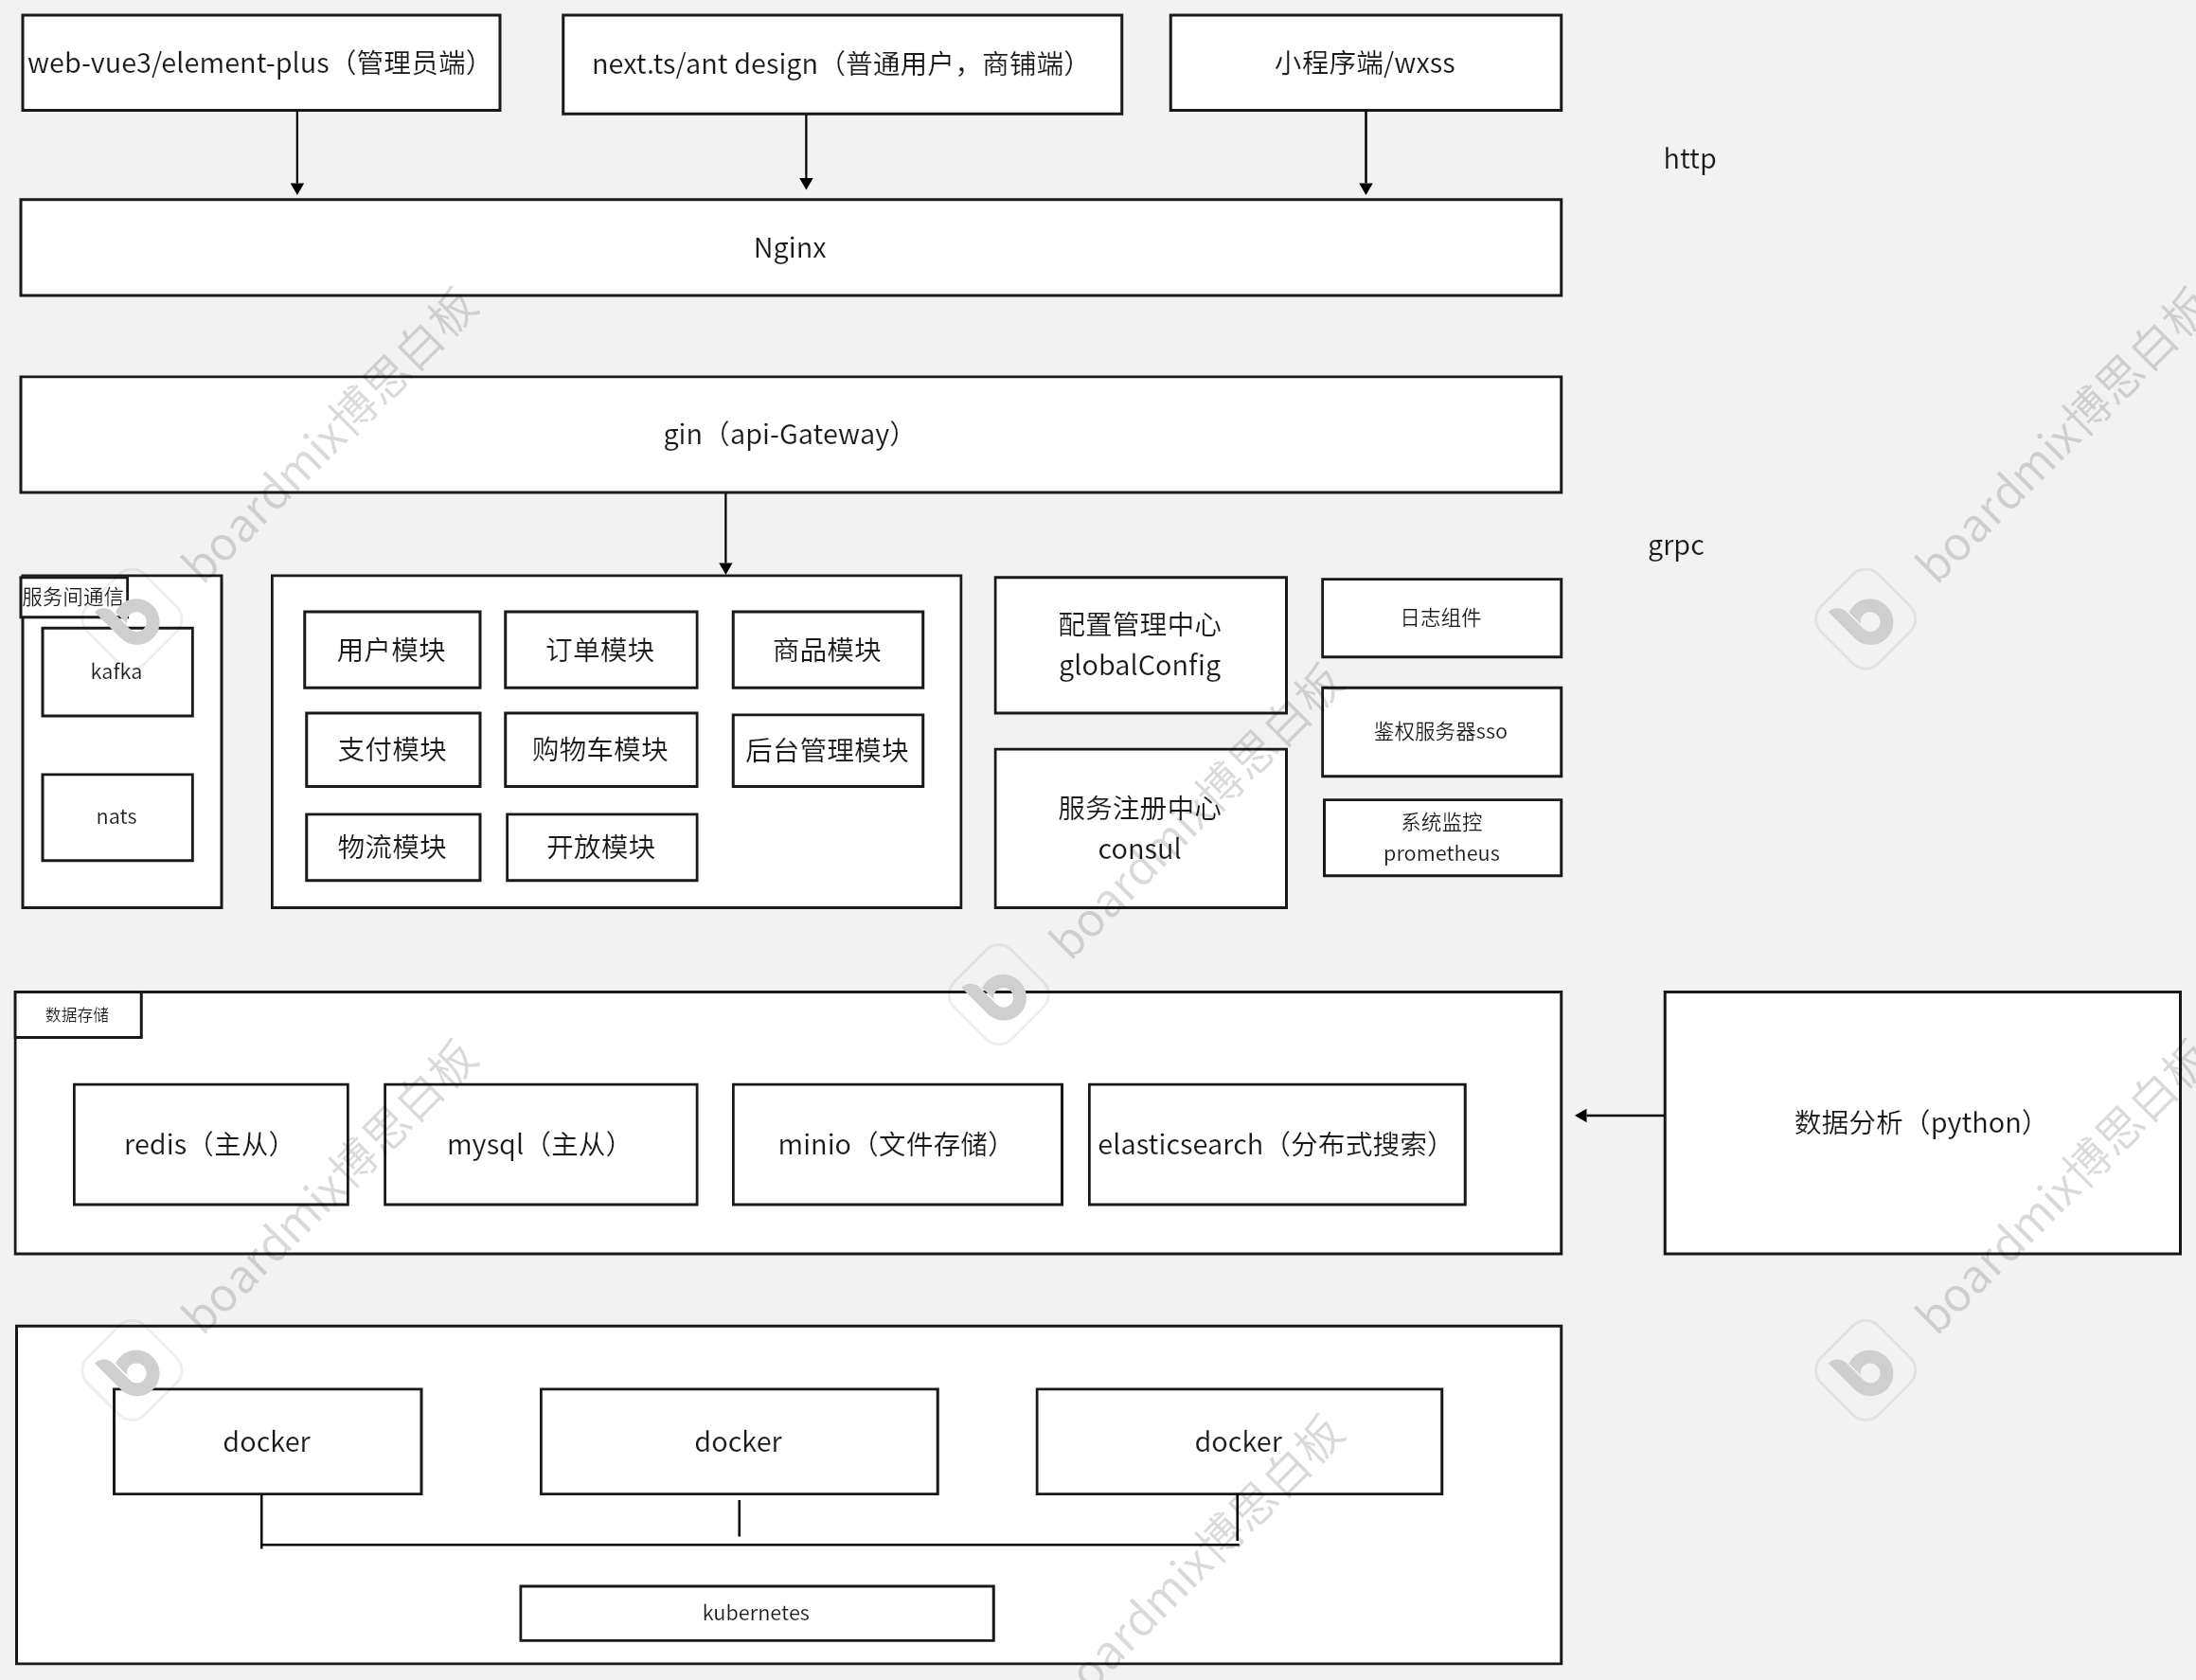 web-vue3/element-plus（管理员端）
next.ts/ant design（普通用户，商铺端）
小程序端/wxss
http
Nginx
gin（api-Gateway）
grpc
服务间通信
kafka
nats
用户模块
订单模块
商品模块
支付模块
购物车模块
后台管理模块
物流模块
开放模块
配置管理中心
globalConfig
服务注册中心
consul
日志组件
鉴权服务器sso
系统监控
prometheus
数据存储
redis（主从）
mysql（主从）
minio（文件存储）
elasticsearch（分布式搜索）
数据分析（python）
docker
docker
docker
kubernetes
boardmix博思白板
boardmix博思白板
boardmix博思白板
boardmix博思白板
boardmix博思白板
oardmix博思白板